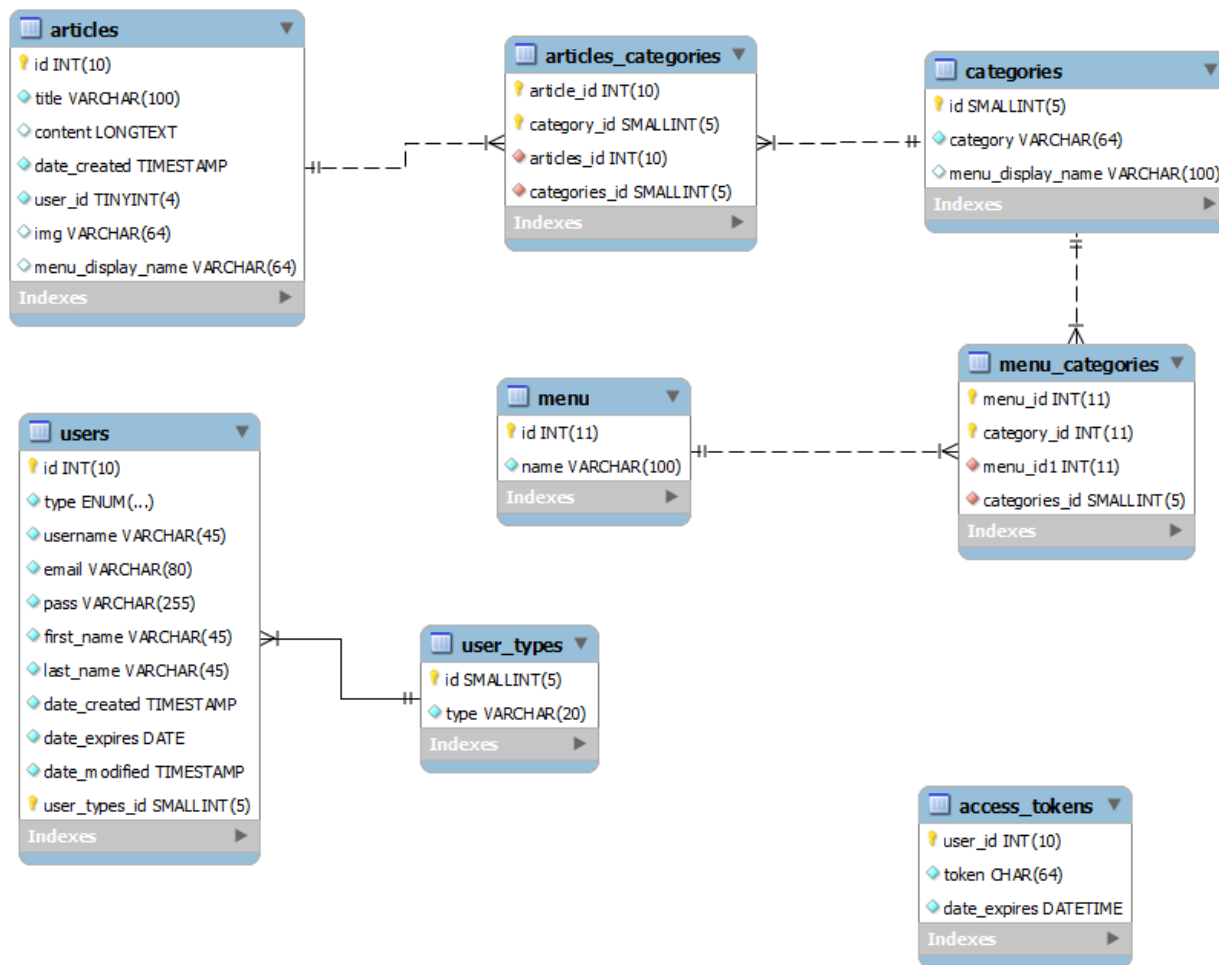 articles
id INT(10)
title VARCHAR(100)
content LONGTEXT
date_created TIMESTAMP
user_id TINYINT(4)
img VARCHAR(64)
menu_display_name VARCHAR(64)
Indexes
articles_categories
article_id INT(10)
category_id SMALLINT(5)
articles_id INT(10)
categories_id SMALLINT(5)
Indexes
categories
id SMALLINT(5)
category VARCHAR(64)
menu_display_name VARCHAR(100)
Indexes
menu_categories
menu_id INT(11)
category_id INT(11)
menu_id1 INT(11)
categories_id SMALLINT(5)
Indexes
menu
id INT(11)
name VARCHAR(100)
Indexes
users
id INT(10)
type ENUM(...)
username VARCHAR(45)
email VARCHAR(80)
pass VARCHAR(255)
first_name VARCHAR(45)
last_name VARCHAR(45)
date_created TIMESTAMP
date_expires DATE
date_modified TIMESTAMP
user_types_id SMALLINT(5)
Indexes
user_types
id SMALLINT(5)
type VARCHAR(20)
Indexes
access_tokens
user_id INT(10)
token CHAR(64)
date_expires DATETIME
Indexes